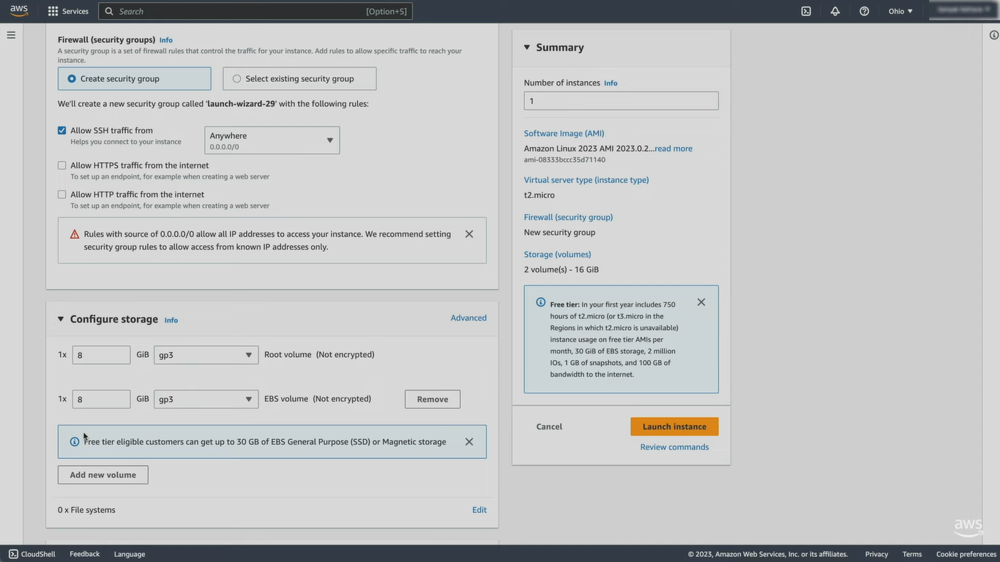 aws
Services
Search
[Option+S]
Ohio
Firewall (security groups) Info
A security group is a set of firewall rules that control the traffic for your instance. Add rules to allow specific traffic to reach your
instance.
Create security group
Select existing security group
We'll create a new security group called 'launch-wizard-29' with the following rules:
Allow SSH traffic from
Helps you connect to your instance
Anywhere
0.0.0.0/0
Allow HTTPS traffic from the internet
To set up an endpoint, for example when creating a web server
Allow HTTP traffic from the internet
To set up an endpoint, for example when creating a web server
Rules with source of 0.0.0.0/0 allow all IP addresses to access your instance. We recommend setting
security group rules to allow access from known IP addresses only.
Configure storage Info
Advanced
1x 8 GiB gp3 Root volume (Not encrypted)
1x 8 GiB gp3 EBS volume (Not encrypted) Remove
Free tier eligible customers can get up to 30 GB of EBS General Purpose (SSD) or Magnetic storage
Add new volume
0 x File systems
Edit
Summary
Number of instances Info
1
Software Image (AMI)
Amazon Linux 2023 AMI 2023.0.2...read more
ami-08333bccc35d71140
Virtual server type (instance type)
t2.micro
Firewall (security group)
New security group
Storage (volumes)
2 volume(s) - 16 GiB
Free tier: In your first year includes 750
hours of t2.micro (or t3.micro in the
Regions in which t2.micro is unavailable)
instance usage on free tier AMIs per
month, 30 GiB of EBS storage, 2 million
IOs, 1 GB of snapshots, and 100 GB of
bandwidth to the internet.
Cancel
Launch instance
Review commands
aws
CloudShell
Feedback
Language
© 2023, Amazon Web Services, Inc. or its affiliates.
Privacy
Terms
Cookie preferences